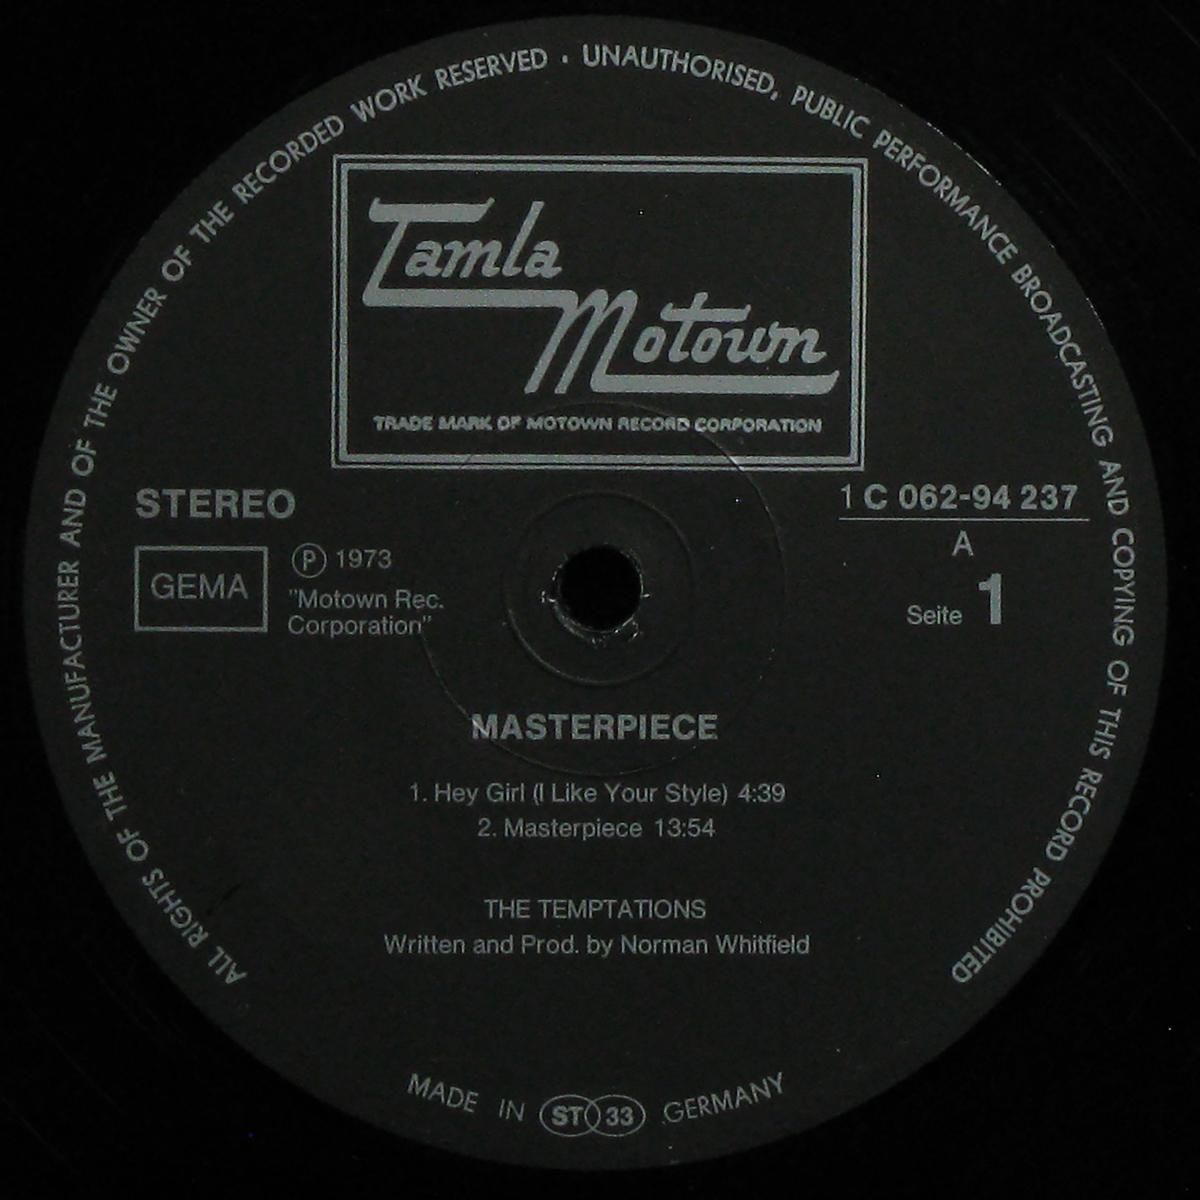 ALL RIGHTS OF THE MANUFACTURER AND OF THE OWNER OF THE RECORDED WORK RESERVED · UNAUTHORISED, PUBLIC PERFORMANCE BROADCASTING AND COPYING OF THIS RECORD PROHIBITED
Tamla
Motown
TRADE MARK OF MOTOWN RECORD CORPORATION
STEREO
1 C 062-94 237
A
GEMA
Ⓟ 1973
"Motown Rec.
Corporation"
Seite 1
MASTERPIECE
1. Hey Girl (I Like Your Style) 4:39
2. Masterpiece 13:54
THE TEMPTATIONS
Written and Prod. by Norman Whitfield
MADE IN ST 33 GERMANY